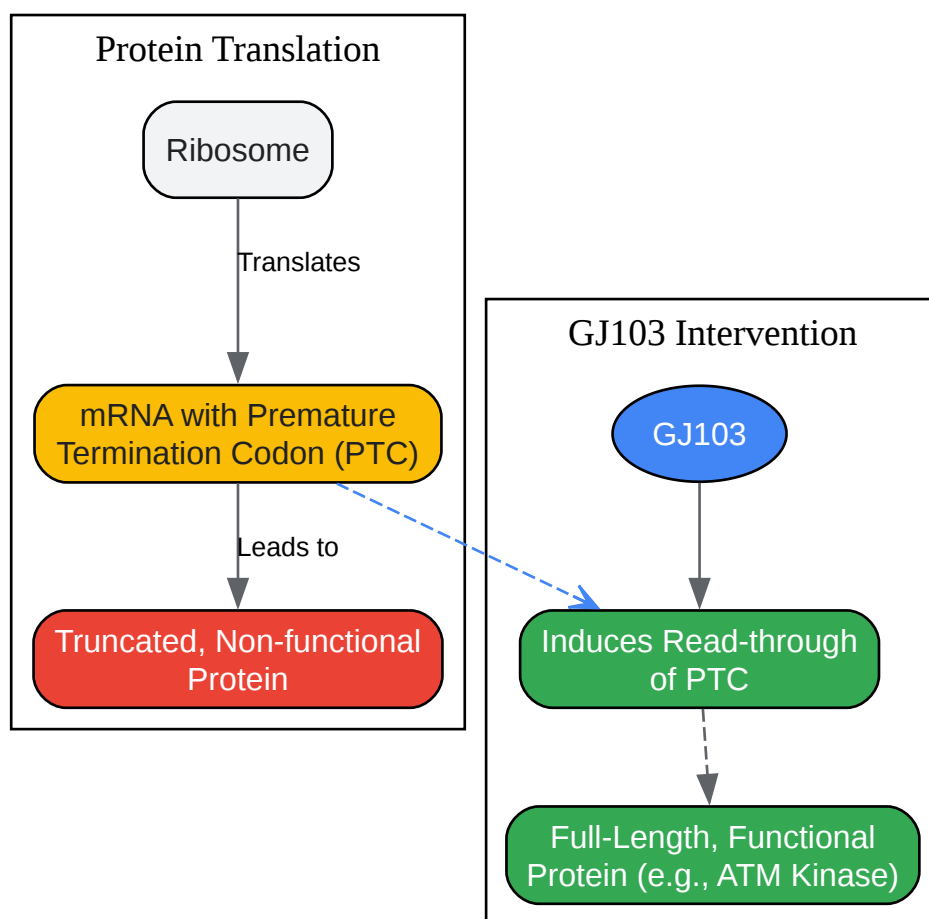 Protein Translation
Ribosome
Translates
mRNA with Premature
Termination Codon (PTC)
Leads to
Truncated, Non-functional
Protein
GJ103 Intervention
GJ103
Induces Read-through
of PTC
Full-Length, Functional
Protein (e.g., ATM Kinase)